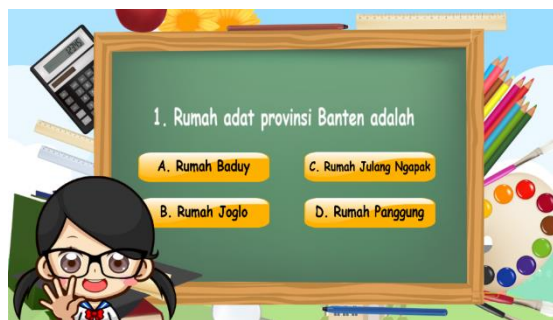 1. Rumah adat provinsi Banten adalah
A. Rumah Baduy
C. Rumah Julang Ngapak
B. Rumah Joglo
D. Rumah Panggung